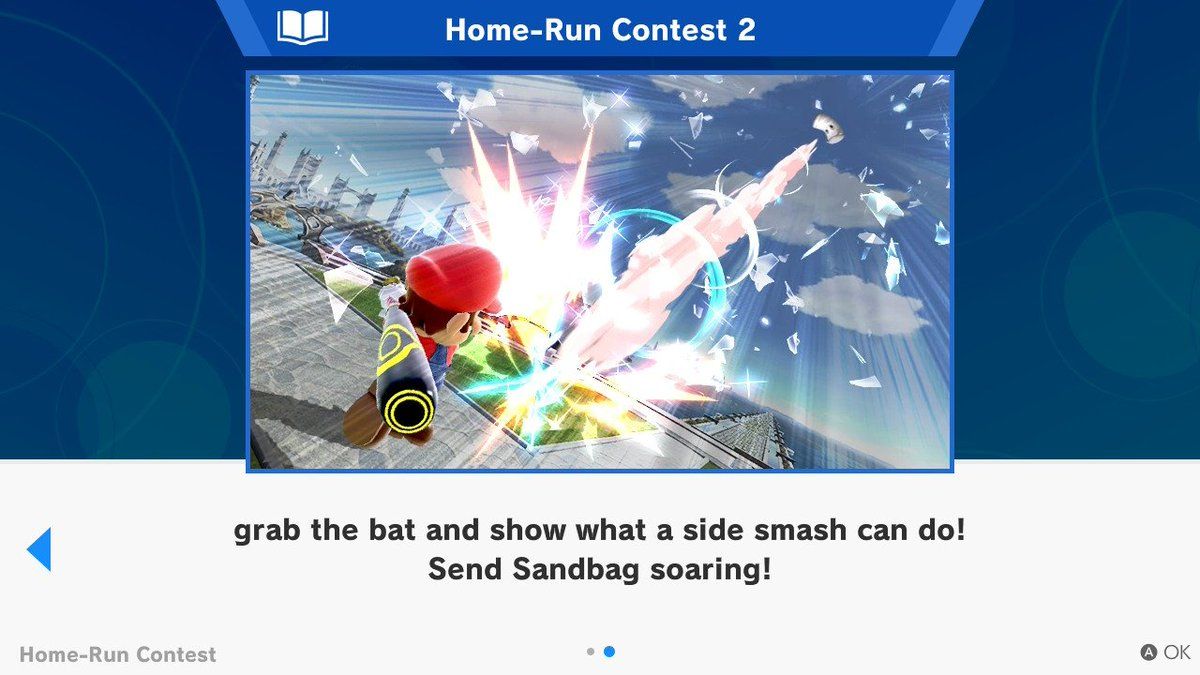 Home-Run Contest 2
grab the bat and show what a side smash can do!
Send Sandbag soaring!
Home-Run Contest
A OK